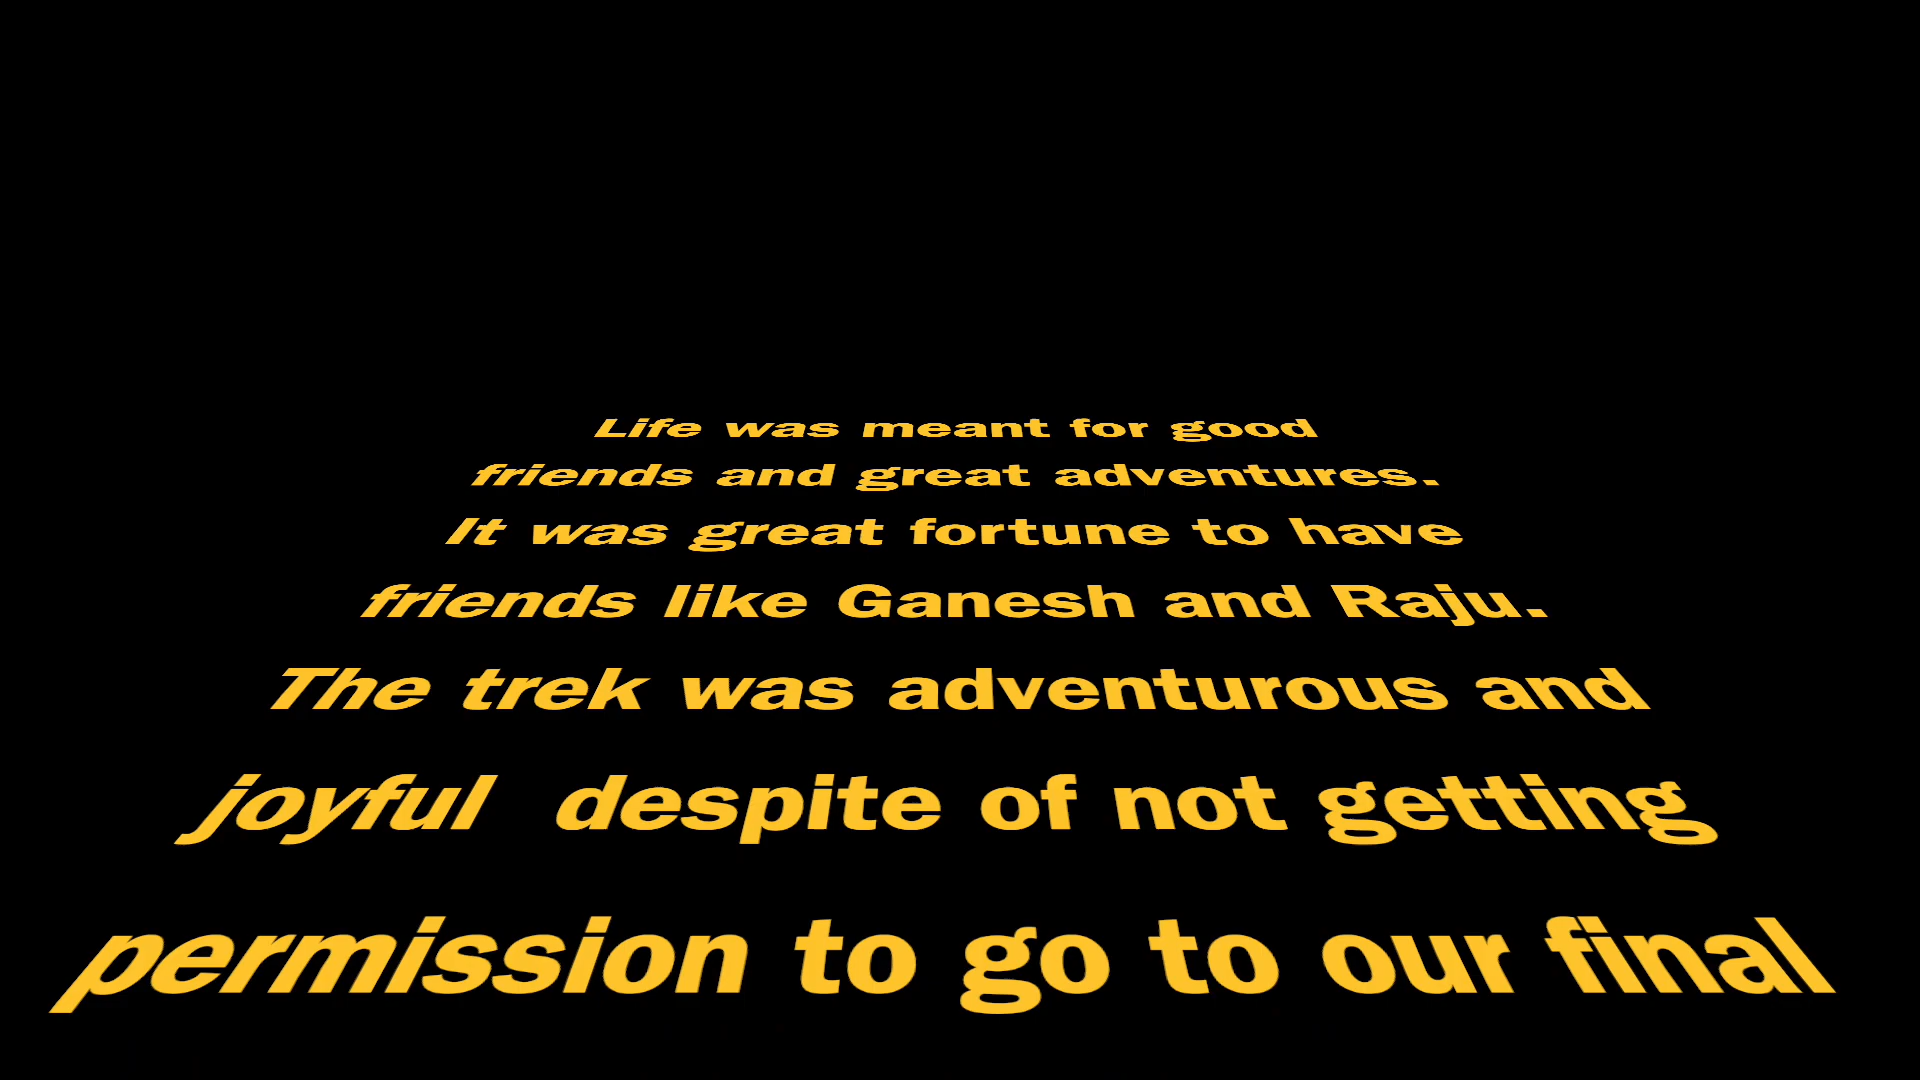 Life was meant for good
friends and great adventures.
It was great fortune to have
friends like Ganesh and Raju.
The trek was adventurous and
joyful  despite of not getting
permission to go to our final